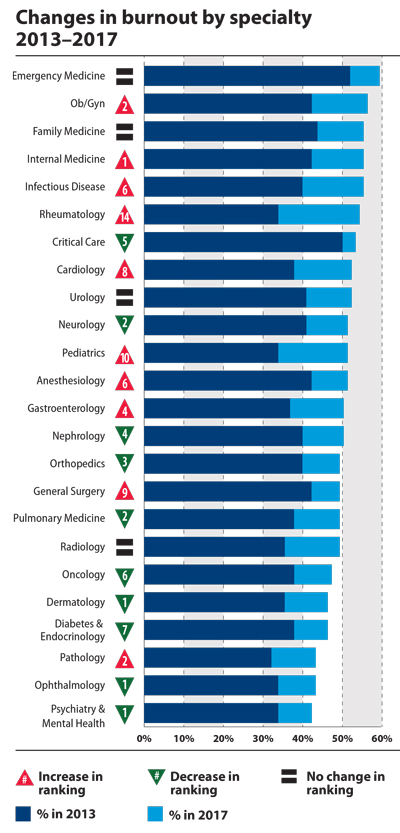 Changes in burnout by specialty
2013–2017
Emergency Medicine
Ob/Gyn 2
Family Medicine
Internal Medicine 1
Infectious Disease 6
Rheumatology 14
Critical Care 5
Cardiology 8
Urology
Neurology 2
Pediatrics 10
Anesthesiology 6
Gastroenterology 4
Nephrology 4
Orthopedics 3
General Surgery 9
Pulmonary Medicine 2
Radiology
Oncology 6
Dermatology 1
Diabetes &
Endocrinology 7
Pathology 2
Ophthalmology 1
Psychiatry &
Mental Health 1
0% 10% 20% 30% 40% 50% 60%
# Increase in
ranking
# Decrease in
ranking
No change in
ranking
% in 2013
% in 2017